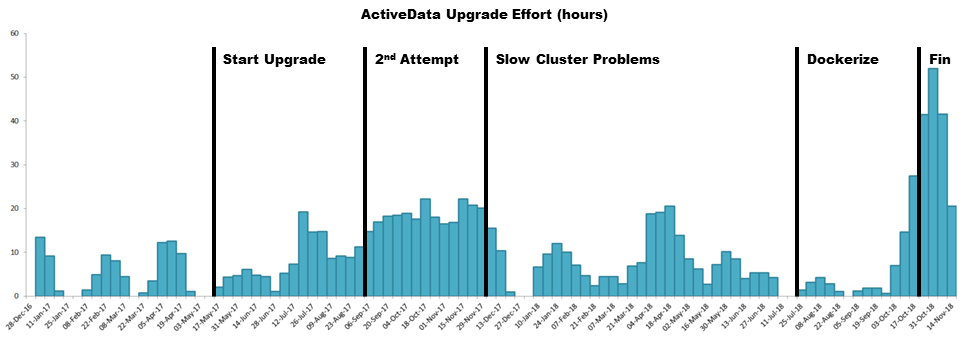 ActiveData Upgrade Effort (hours)
60
50
40
30
20
10
0
Start Upgrade
2nd Attempt
Slow Cluster Problems
Dockerize
Fin
28-Dec-16
11-Jan-17
25-Jan-17
08-Feb-17
22-Feb-17
08-Mar-17
22-Mar-17
05-Apr-17
19-Apr-17
03-May-17
17-May-17
31-May-17
14-Jun-17
28-Jun-17
12-Jul-17
26-Jul-17
09-Aug-17
23-Aug-17
06-Sep-17
20-Sep-17
04-Oct-17
18-Oct-17
01-Nov-17
15-Nov-17
29-Nov-17
13-Dec-17
27-Dec-17
10-Jan-18
24-Jan-18
07-Feb-18
21-Feb-18
07-Mar-18
21-Mar-18
04-Apr-18
18-Apr-18
02-May-18
16-May-18
30-May-18
13-Jun-18
27-Jun-18
11-Jul-18
25-Jul-18
08-Aug-18
22-Aug-18
05-Sep-18
19-Sep-18
03-Oct-18
17-Oct-18
31-Oct-18
14-Nov-18